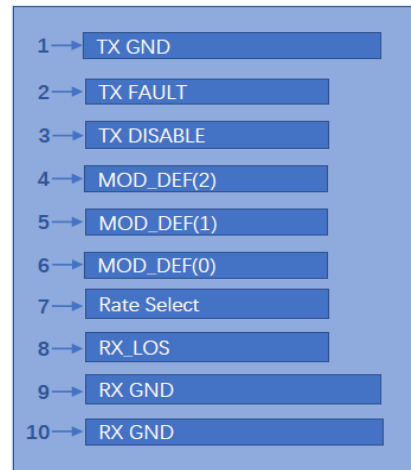 1 TX GND
2 TX FAULT
3 TX DISABLE
4 MOD_DEF(2)
5 MOD_DEF(1)
6 MOD_DEF(0)
7 Rate Select
8 RX_LOS
9 RX GND
10 RX GND